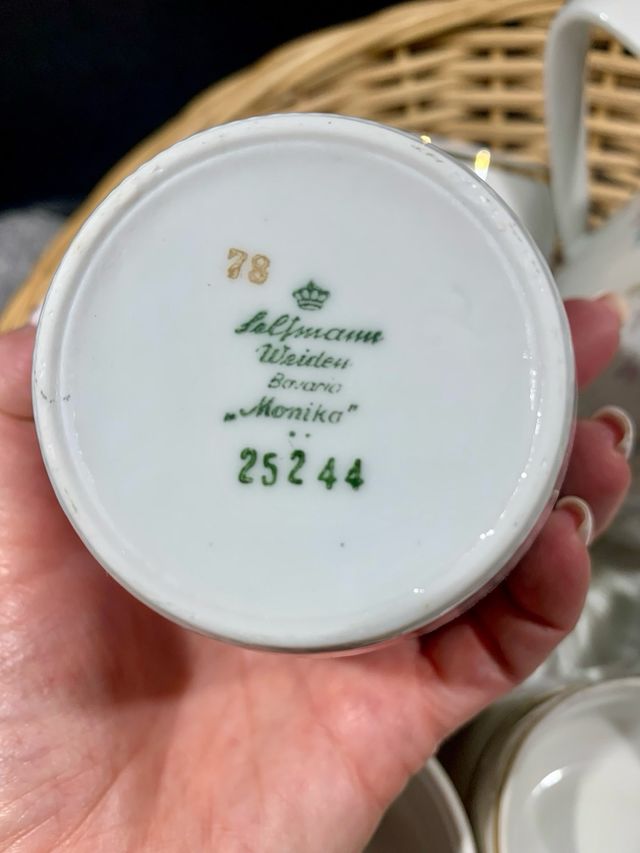 78
Seltmann
Weiden
Bavaria
„Monika"
25244